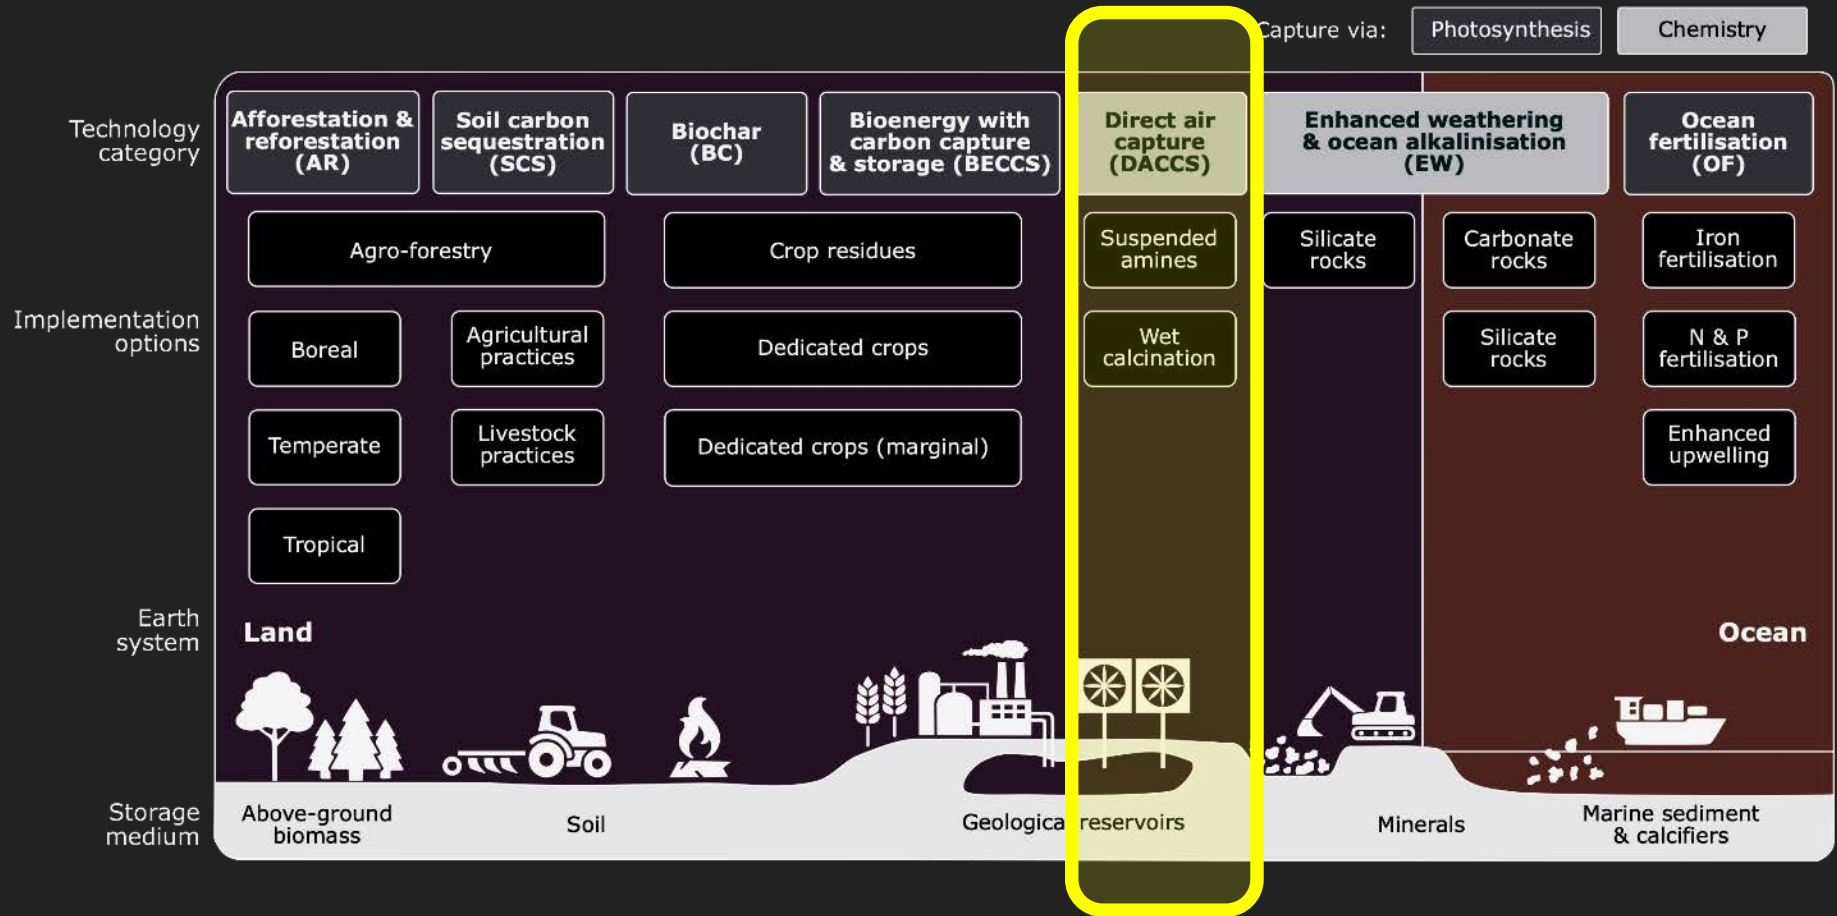 Capture via:
Photosynthesis
Chemistry
Technology
category
Afforestation &
reforestation
(AR)
Soil carbon
sequestration
(SCS)
Biochar
(BC)
Bioenergy with
carbon capture
& storage (BECCS)
Direct air
capture
(DACCS)
Enhanced weathering
& ocean alkalinisation
(EW)
Ocean
fertilisation
(OF)
Implementation
options
Agro-forestry
Crop residues
Suspended
amines
Silicate
rocks
Carbonate
rocks
Iron
fertilisation
Boreal
Agricultural
practices
Dedicated crops
Wet
calcination
Silicate
rocks
N & P
fertilisation
Temperate
Livestock
practices
Dedicated crops (marginal)
Enhanced
upwelling
Tropical
Earth
system
Land
Ocean
Storage
medium
Above-ground
biomass
Soil
Geological reservoirs
Minerals
Marine sediment
& calcifiers